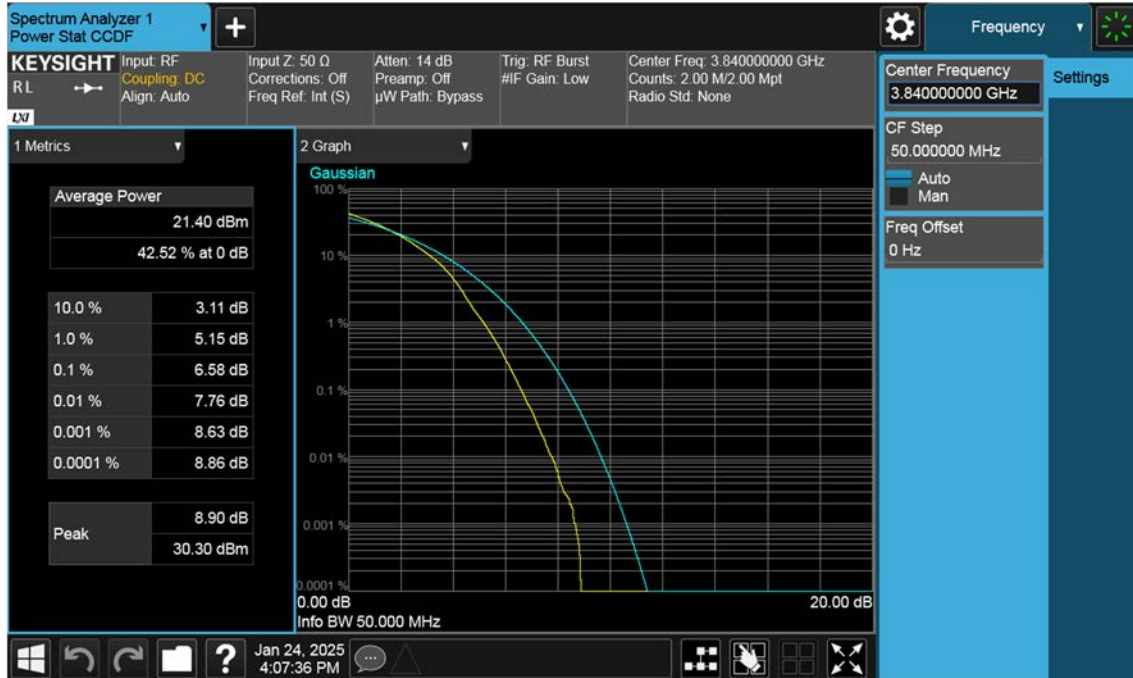 Spectrum Analyzer 1
Power Stat CCDF
+
Frequency
KEYSIGHT
R L
LXI
Input: RF
Coupling: DC
Align: Auto
Input Z: 50 Ω
Corrections: Off
Freq Ref: Int (S)
Atten: 14 dB
Preamp: Off
µW Path: Bypass
Trig: RF Burst
#IF Gain: Low
Center Freq: 3.840000000 GHz
Counts: 2.00 M/2.00 Mpt
Radio Std: None
Center Frequency
3.840000000 GHz
Settings
CF Step
50.000000 MHz
Auto
Man
Freq Offset
0 Hz
1 Metrics
Average Power
21.40 dBm
42.52 % at 0 dB
10.0 % 3.11 dB
1.0 % 5.15 dB
0.1 % 6.58 dB
0.01 % 7.76 dB
0.001 % 8.63 dB
0.0001 % 8.86 dB
Peak
8.90 dB
30.30 dBm
2 Graph
Gaussian
100 %
10 %
1 %
0.1 %
0.01 %
0.001 %
0.0001 %
0.00 dB 20.00 dB
Info BW 50.000 MHz
?
Jan 24, 2025
4:07:36 PM